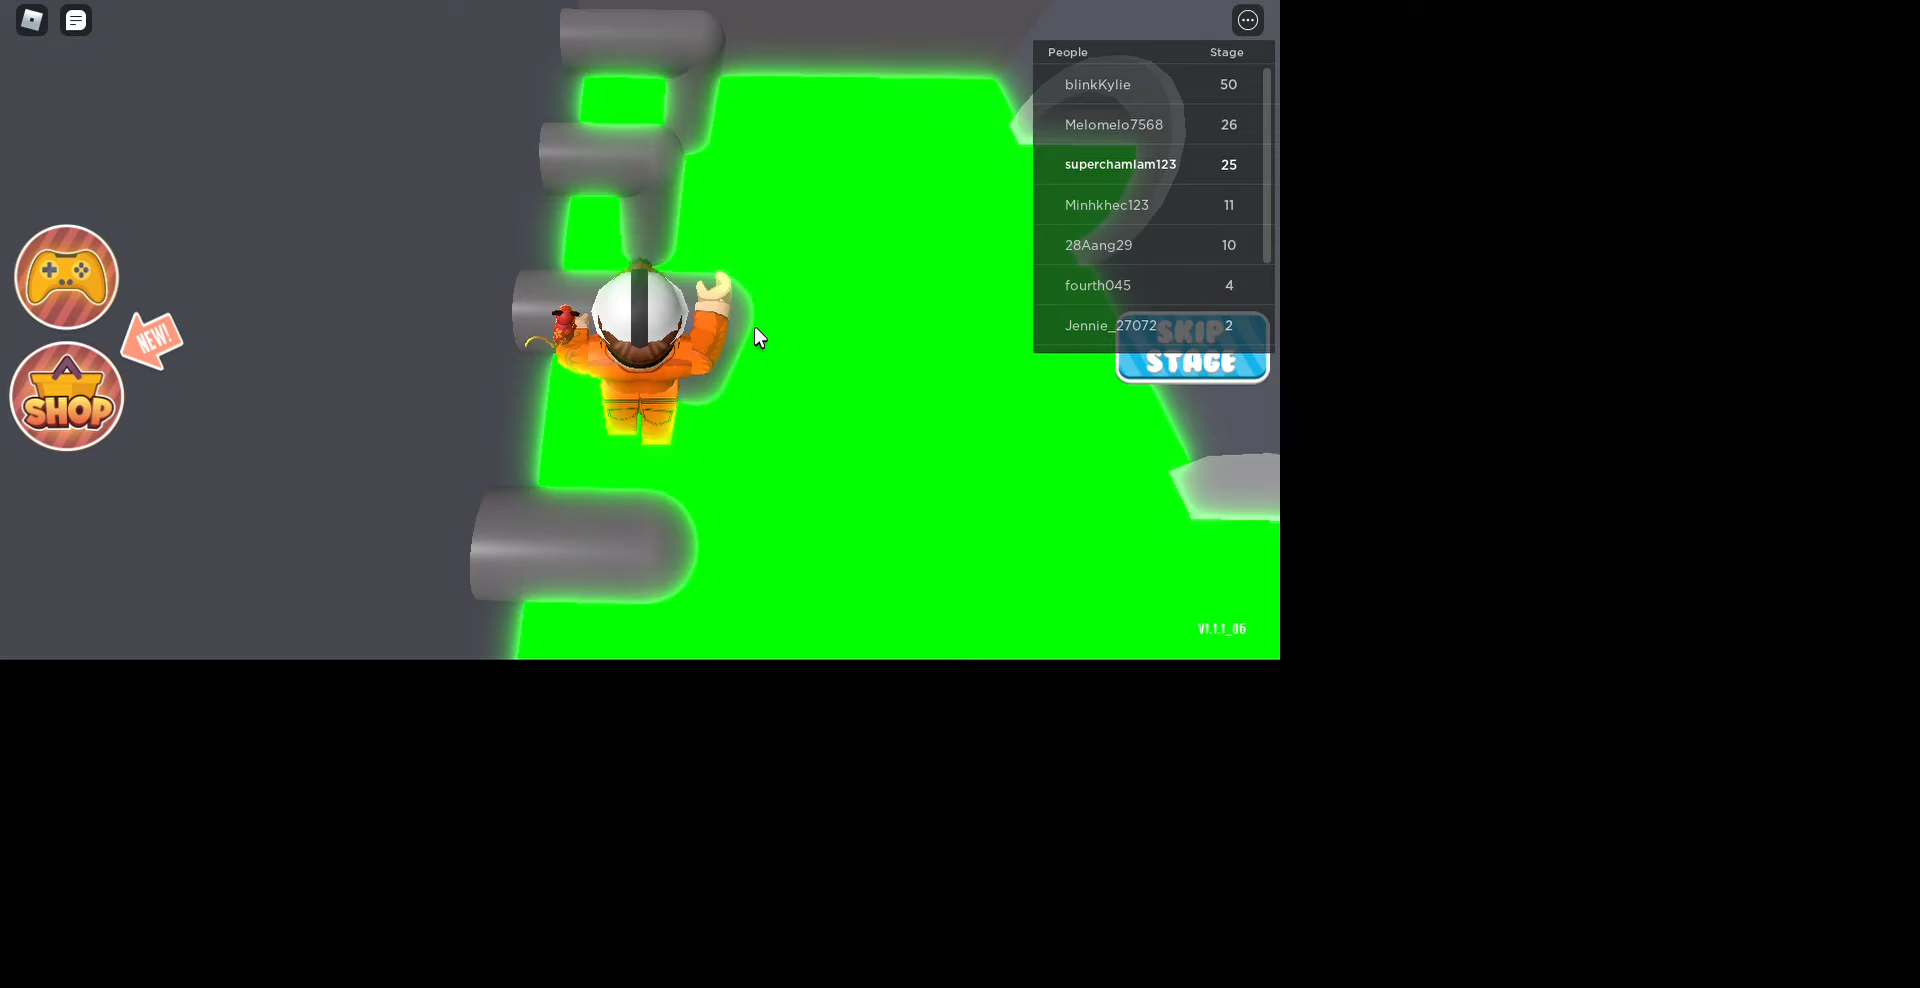 People Stage
blinkKylie 50
Melomelo7568 26
superchamlam123 25
Minhkhec123 11
28Aang29 10
fourth045 4
Jennie_27072 2
NEW!
SKIP
STAGE
SHOP
V1.1.1_06